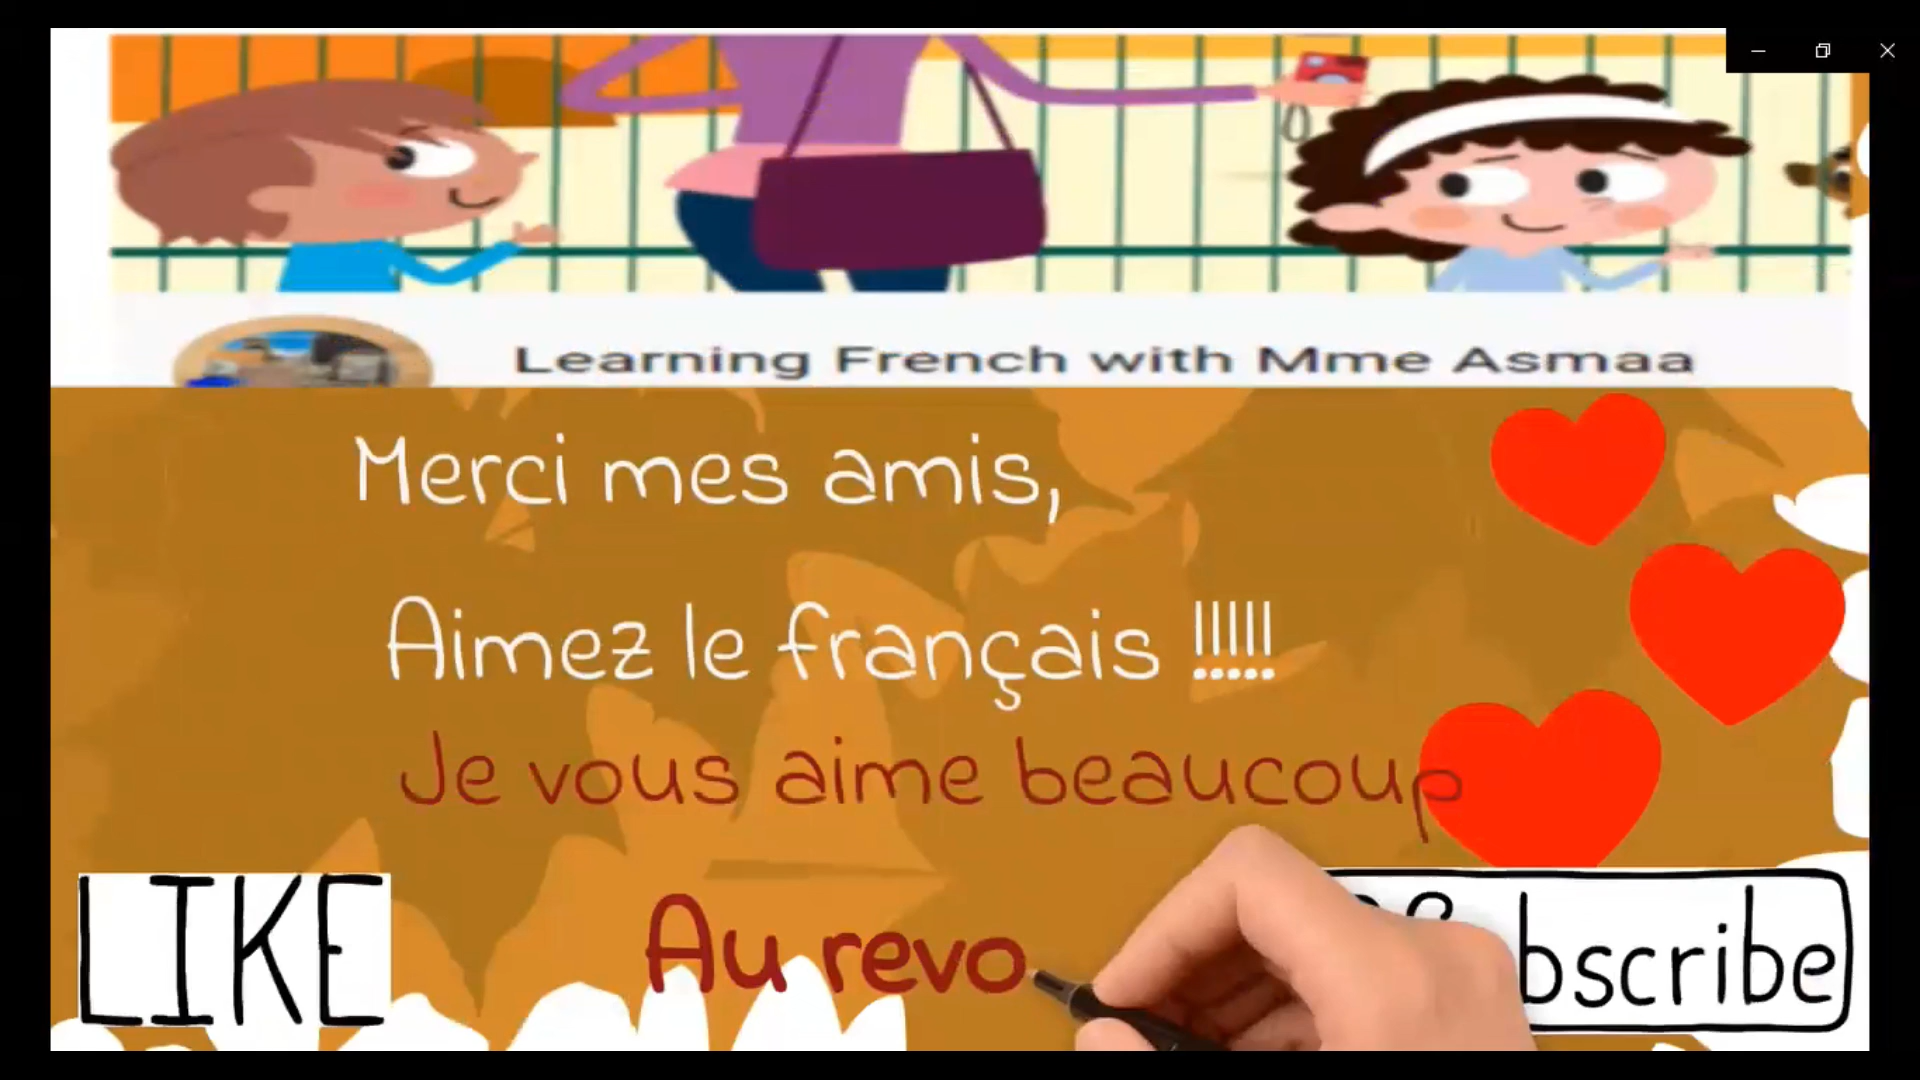 Learning French with Mme Asmaa
Merci mes amis,
Aimez le français !!!!!
Je vous aime beaucoup
LIKE
Au revo
bscribe